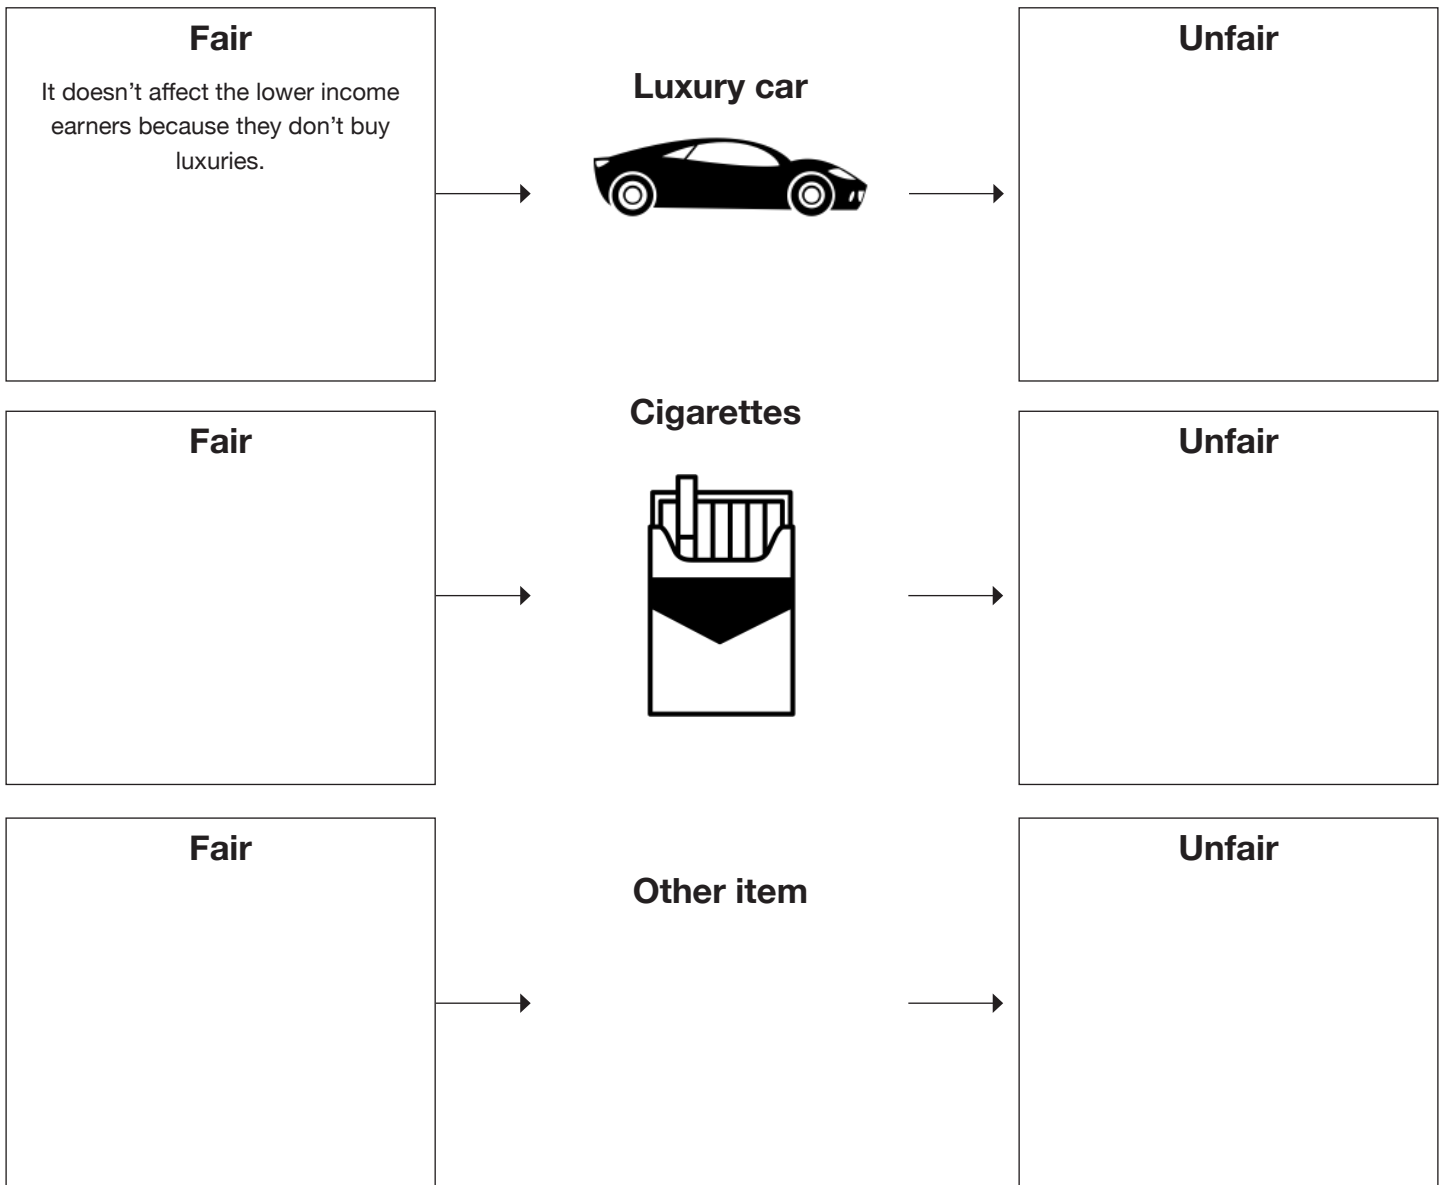 Fair
It doesn’t affect the lower income
earners because they don’t buy
luxuries.
Luxury car
Unfair
Fair
Cigarettes
Unfair
Fair
Other item
Unfair